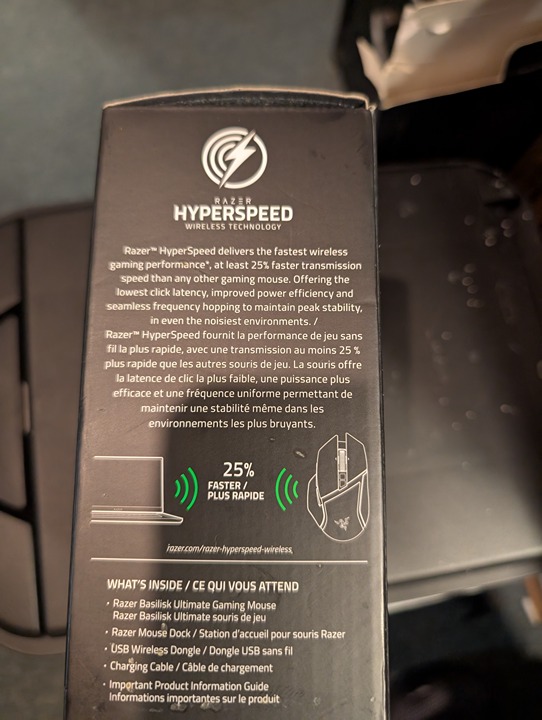 RAZER
HYPERSPEED
WIRELESS TECHNOLOGY
Razer™ HyperSpeed delivers the fastest wireless
gaming performance*, at least 25% faster transmission
speed than any other gaming mouse. Offering the
lowest click latency, improved power efficiency and
seamless frequency hopping to maintain peak stability,
in even the noisiest environments. /
Razer™ HyperSpeed fournit la performance de jeu sans
fil la plus rapide, avec une transmission au moins 25 %
plus rapide que les autres souris de jeu. La souris offre
la latence de clic la plus faible, une puissance plus
efficace et une fréquence uniforme permettant de
maintenir une stabilité même dans les
environnements les plus bruyants.
25%
FASTER /
PLUS RAPIDE
razer.com/razer-hyperspeed-wireless
WHAT'S INSIDE / CE QUI VOUS ATTEND
· Razer Basilisk Ultimate Gaming Mouse
Razer Basilisk Ultimate souris de jeu
· Razer Mouse Dock / Station d'accueil pour souris Razer
· USB Wireless Dongle / Dongle USB sans fil
· Charging Cable / Câble de chargement
· Important Product Information Guide
Informations importantes sur le produit